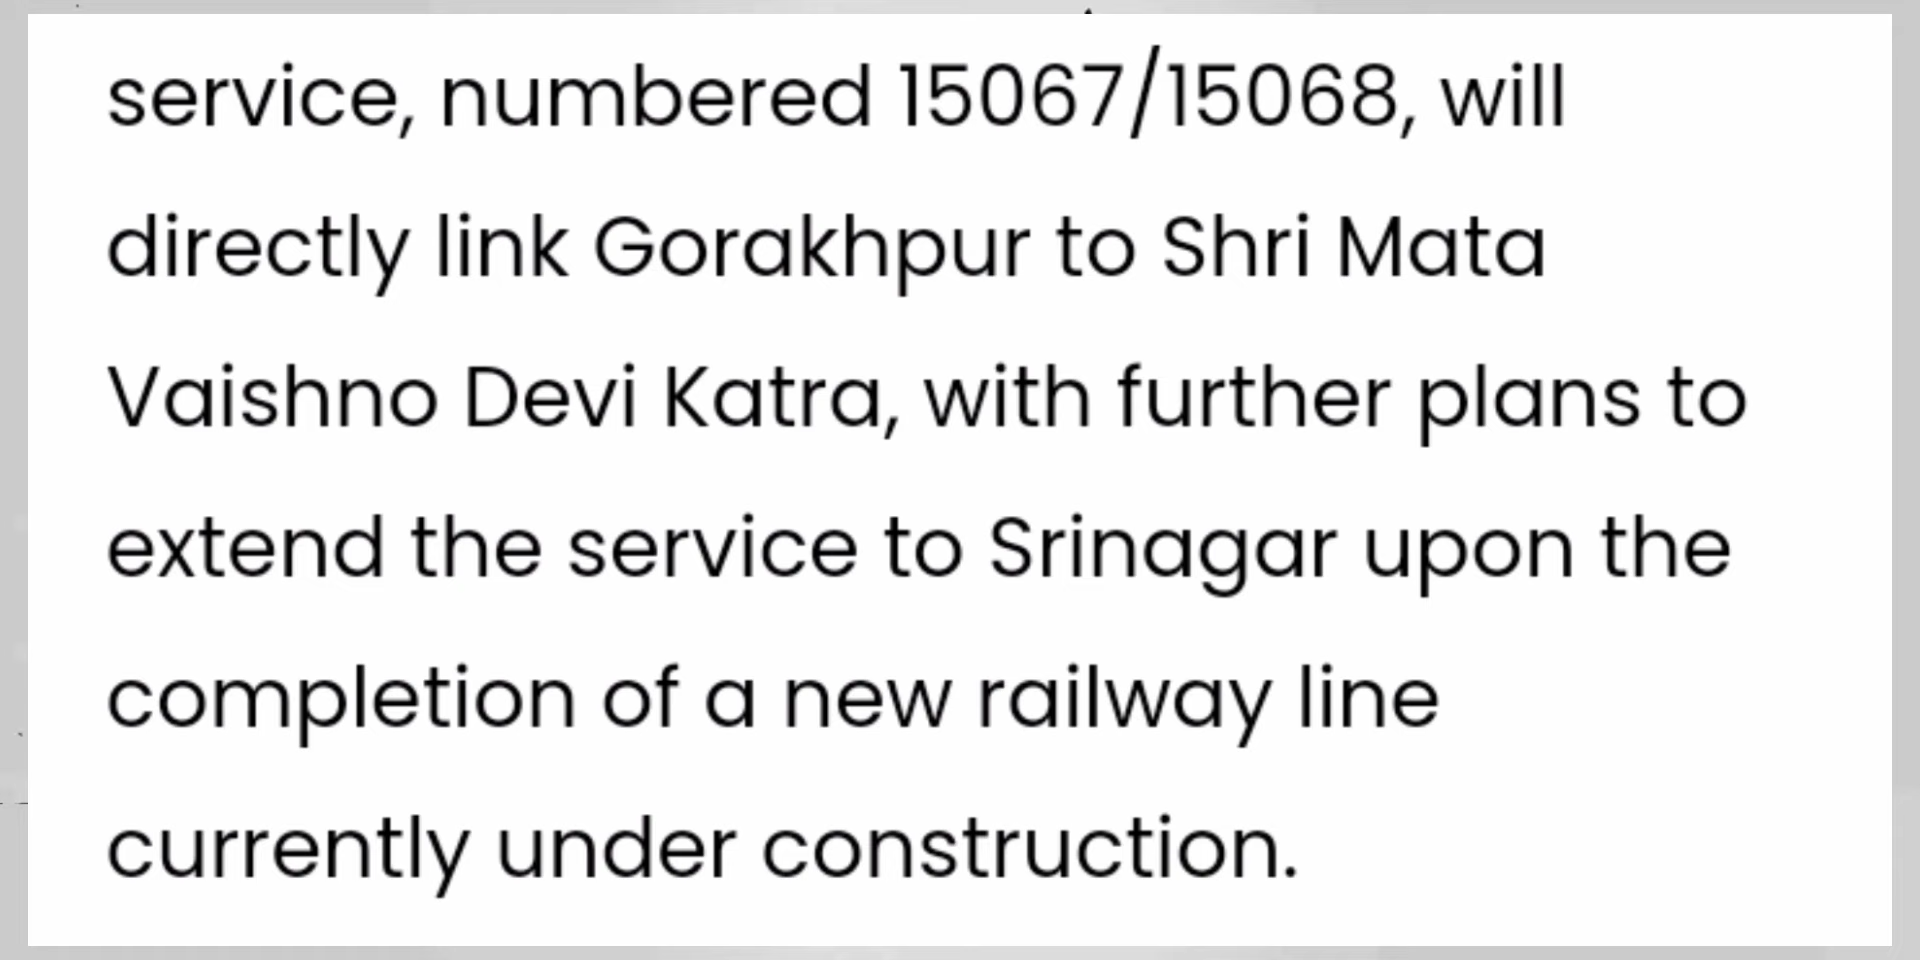 service, numbered 15067/15068, will
directly link Gorakhpur to Shri Mata
Vaishno Devi Katra, with further plans to
extend the service to Srinagar upon the
completion of a new railway line
currently under construction.